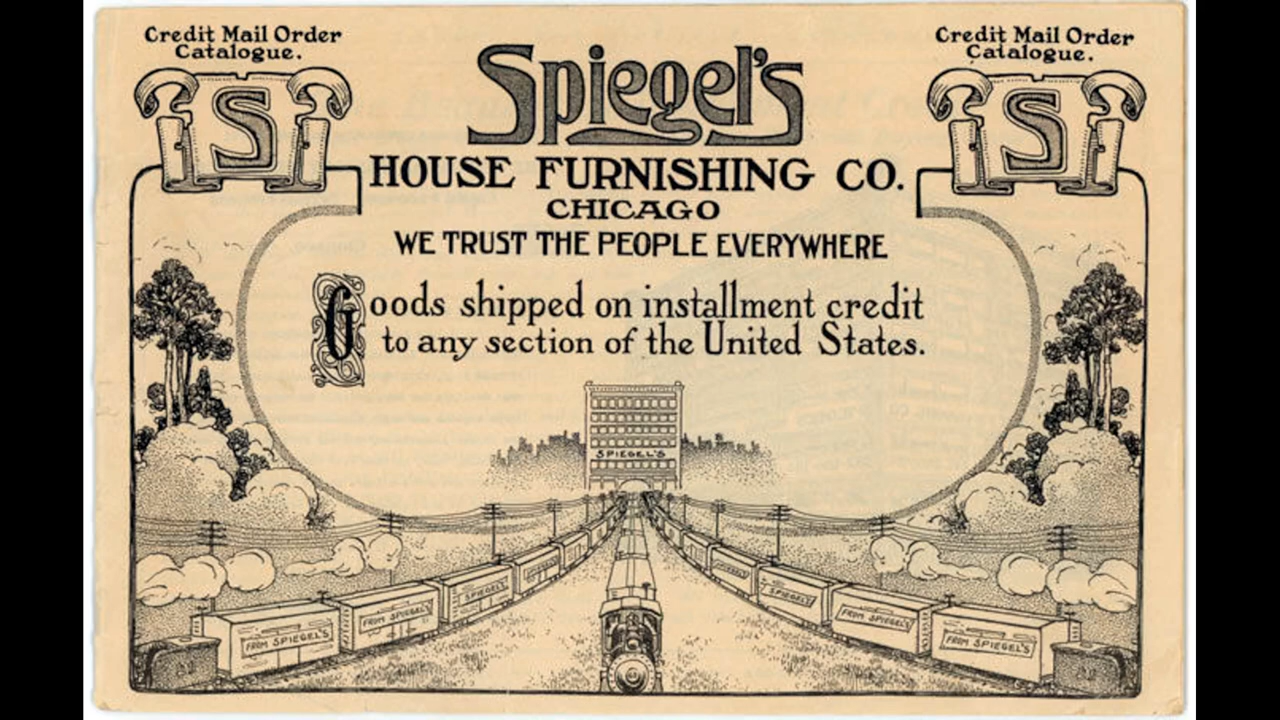 Credit Mail Order
Catalogue.
S
Credit Mail Order
Catalogue.
S
Spiegel's
HOUSE FURNISHING CO.
CHICAGO
WE TRUST THE PEOPLE EVERYWHERE
Goods shipped on installment credit
to any section of the United States.
SPIEGEL'S
FROM SPIEGEL'S
FROM SPIEGEL'S
SPIEGEL'S
SPIEGEL'S
FROM SPIEGEL'S
FROM SPIEGEL'S